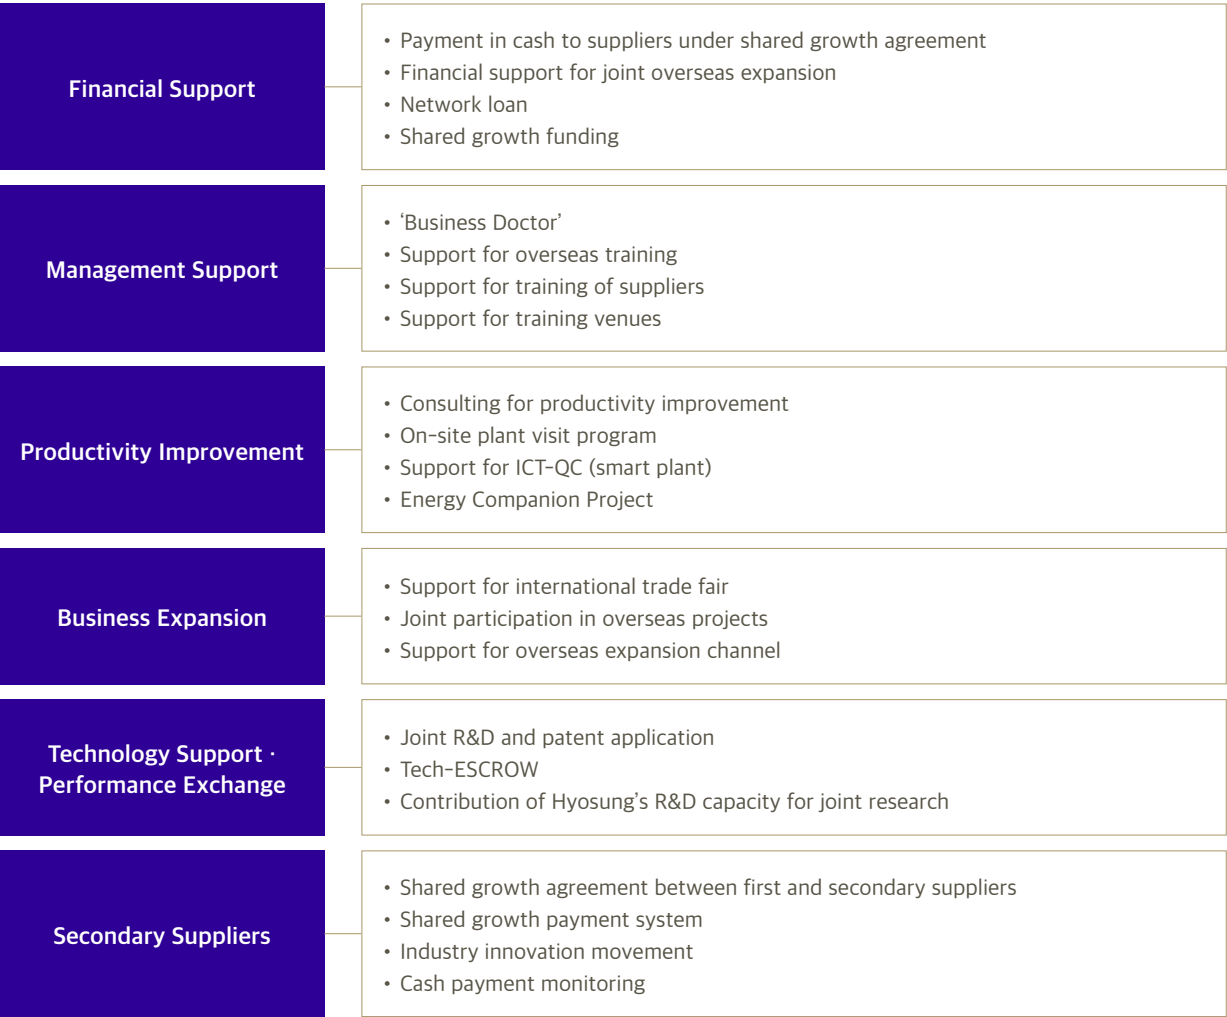 Financial Support
• Payment in cash to suppliers under shared growth agreement
• Financial support for joint overseas expansion
• Network loan
• Shared growth funding
Management Support
• ‘Business Doctor’
• Support for overseas training
• Support for training of suppliers
• Support for training venues
Productivity Improvement
• Consulting for productivity improvement
• On-site plant visit program
• Support for ICT-QC (smart plant)
• Energy Companion Project
Business Expansion
• Support for international trade fair
• Joint participation in overseas projects
• Support for overseas expansion channel
Technology Support ·
Performance Exchange
• Joint R&D and patent application
• Tech-ESCROW
• Contribution of Hyosung’s R&D capacity for joint research
Secondary Suppliers
• Shared growth agreement between first and secondary suppliers
• Shared growth payment system
• Industry innovation movement
• Cash payment monitoring